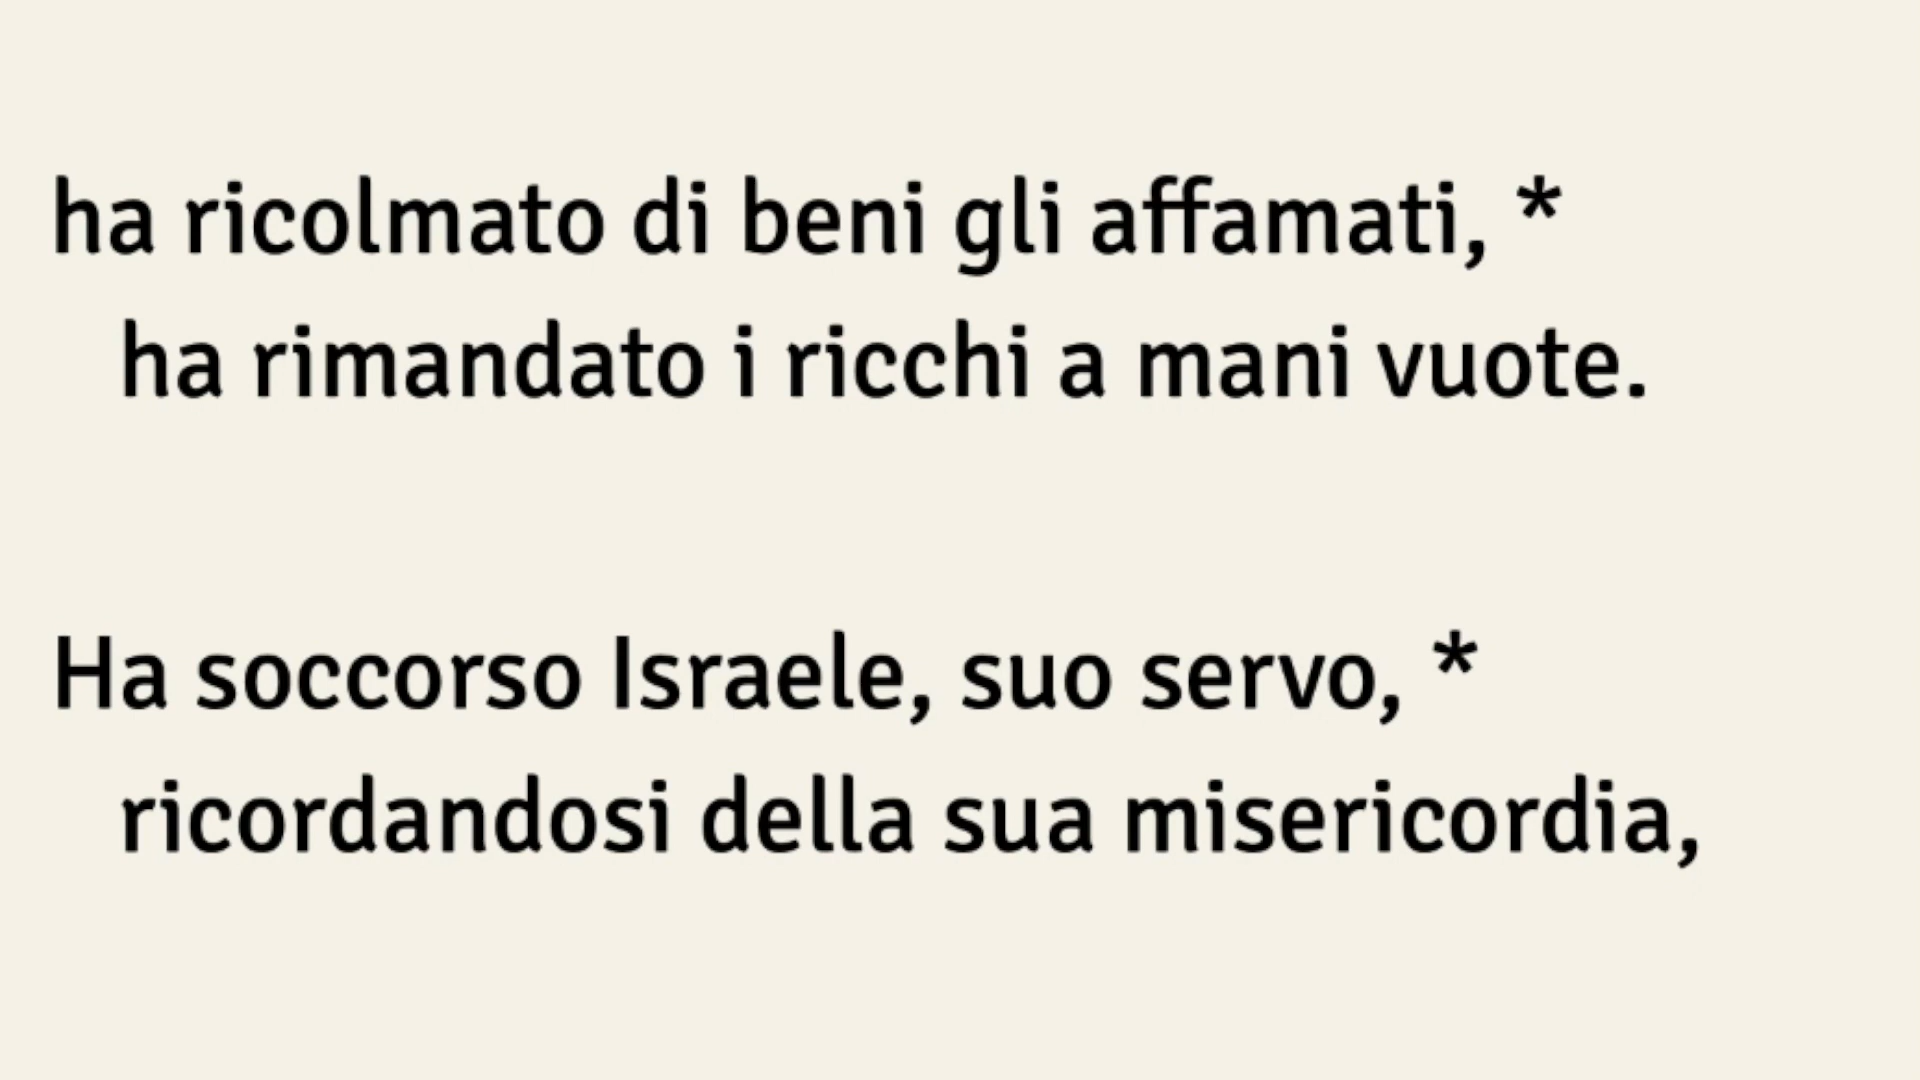 ha ricolmato di beni gli affamati, *
ha rimandato i ricchi a mani vuote.
Ha soccorso Israele, suo servo, *
ricordandosi della sua misericordia,